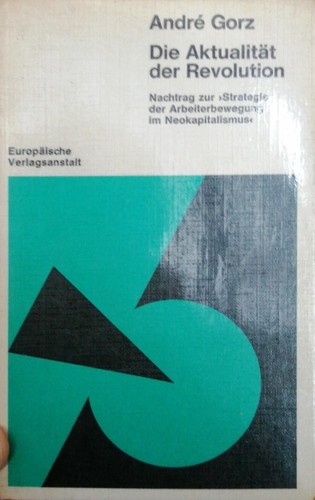 André Gorz
Die Aktualität
der Revolution
Nachtrag zur ›Strategie
der Arbeiterbewegung
im Neokapitalismus‹
Europäische
Verlagsanstalt